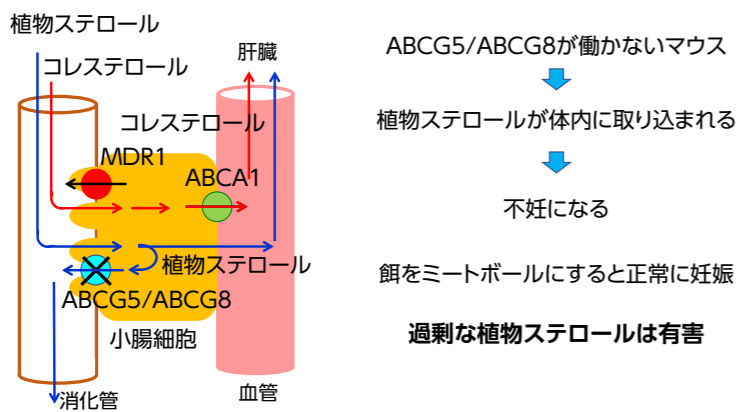 植物ステロール
コレステロール
肝臓
コレステロール
MDR1
ABCA1
植物ステロール
ABCG5/ABCG8
小腸細胞
消化管
血管
ABCG5/ABCG8が働かないマウス
植物ステロールが体内に取り込まれる
不妊になる
餌をミートボールにすると正常に妊娠
過剰な植物ステロールは有害